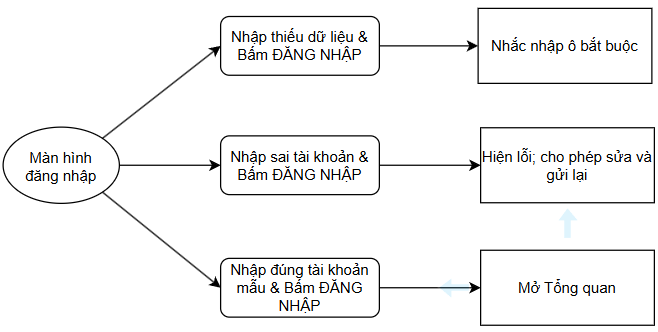 Nhập thiếu dữ liệu &
Bấm ĐĂNG NHẬP
Nhắc nhập ô bắt buộc
Màn hình
đăng nhập
Nhập sai tài khoản &
Bấm ĐĂNG NHẬP
Hiện lỗi; cho phép sửa và
gửi lại
Nhập đúng tài khoản
mẫu & Bấm ĐĂNG
NHẬP
Mở Tổng quan